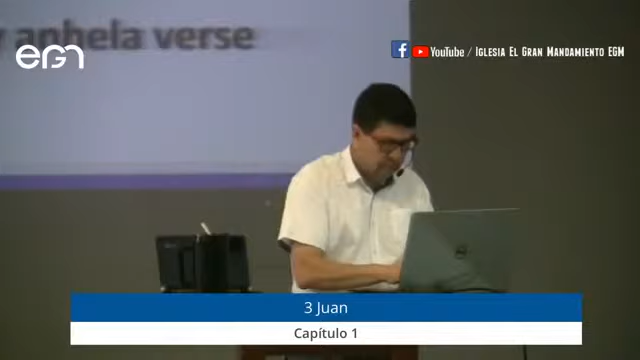 y anhela verse
EGM
YouTube / Iglesia El Gran Mandamiento EGM
3 Juan
Capítulo 1